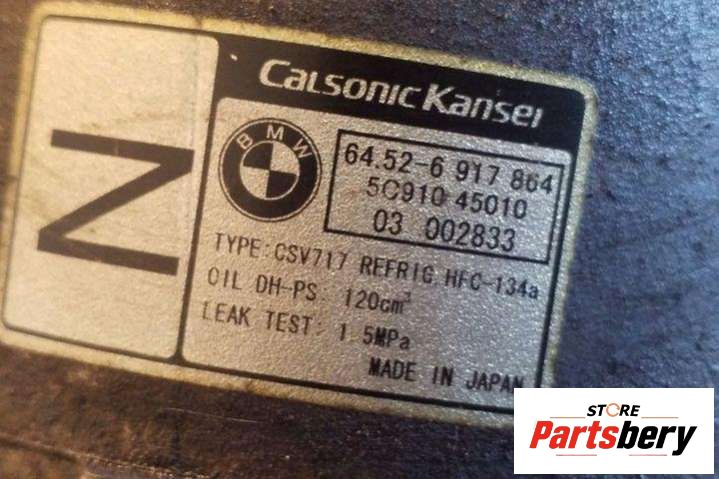 CALSONIC KANSEI
Z
BMW
64.52-6 917 864
5C910 45010
03 002833
TYPE:CSV717 REFRIG HFC-134a
OIL DH-PS: 120cm³
LEAK TEST: 1.5MPa
MADE IN JAPAN
STORE
Partsbery